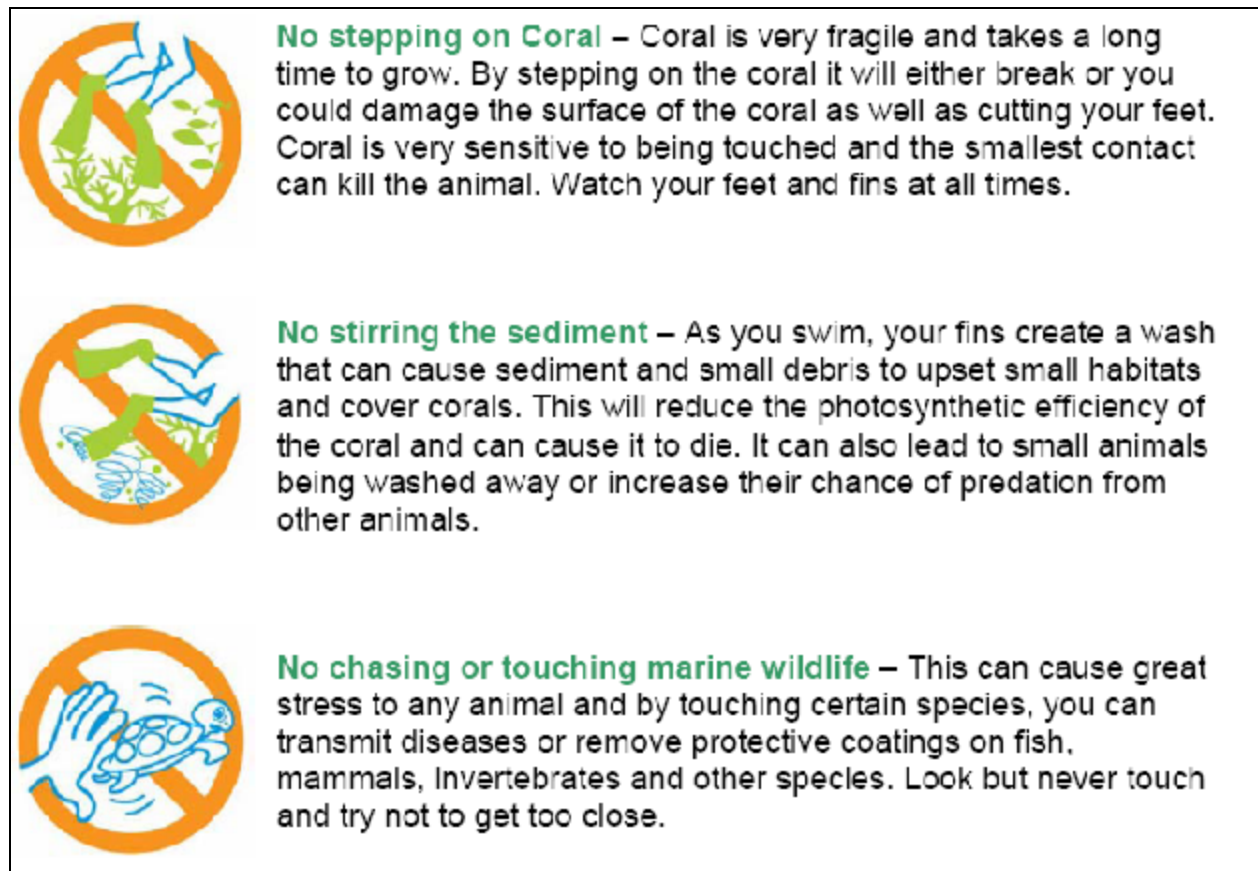 No stepping on Coral – Coral is very fragile and takes a long
time to grow. By stepping on the coral it will either break or you
could damage the surface of the coral as well as cutting your feet.
Coral is very sensitive to being touched and the smallest contact
can kill the animal. Watch your feet and fins at all times.
No stirring the sediment – As you swim, your fins create a wash
that can cause sediment and small debris to upset small habitats
and cover corals. This will reduce the photosynthetic efficiency of
the coral and can cause it to die. It can also lead to small animals
being washed away or increase their chance of predation from
other animals.
No chasing or touching marine wildlife – This can cause great
stress to any animal and by touching certain species, you can
transmit diseases or remove protective coatings on fish,
mammals, Invertebrates and other species. Look but never touch
and try not to get too close.